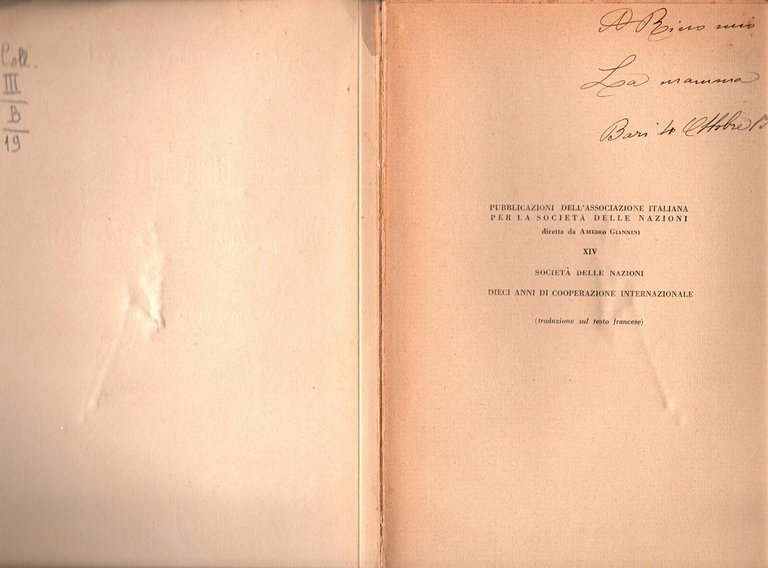 Coll.
III
B
19
A Rino mio
La mamma
Bari 10 Ottobre
PUBBLICAZIONI DELL'ASSOCIAZIONE ITALIANA
PER LA SOCIETÀ DELLE NAZIONI
diretta da AMEDEO GIANNINI
XIV
SOCIETÀ DELLE NAZIONI
DIECI ANNI DI COOPERAZIONE INTERNAZIONALE
(traduzione sul testo francese)